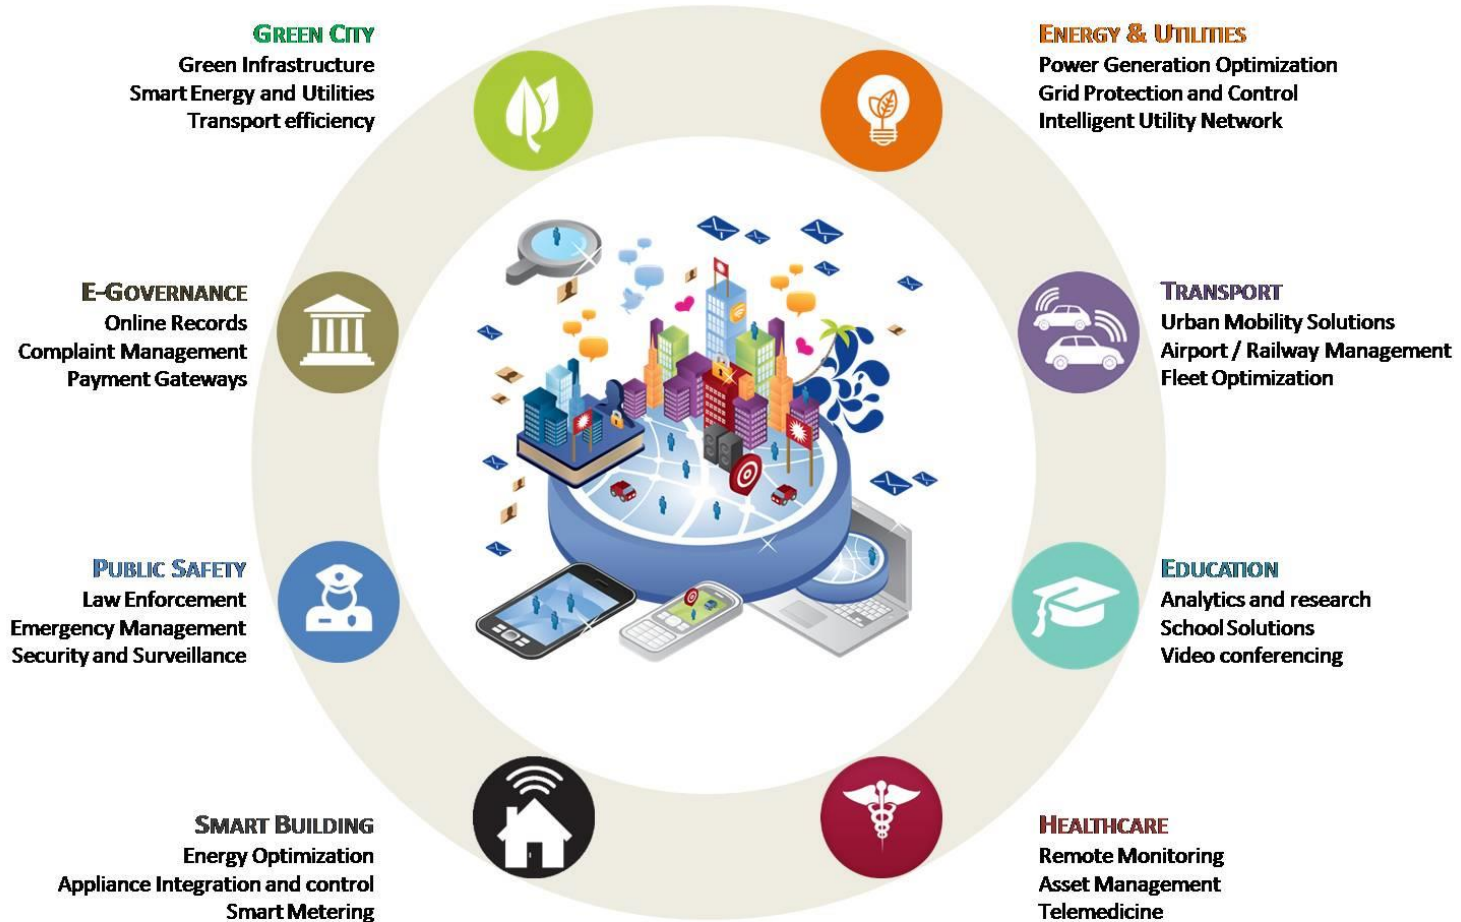 GREEN CITY
Green Infrastructure
Smart Energy and Utilities
Transport efficiency
ENERGY & UTILITIES
Power Generation Optimization
Grid Protection and Control
Intelligent Utility Network
E-GOVERNANCE
Online Records
Complaint Management
Payment Gateways
TRANSPORT
Urban Mobility Solutions
Airport / Railway Management
Fleet Optimization
PUBLIC SAFETY
Law Enforcement
Emergency Management
Security and Surveillance
EDUCATION
Analytics and research
School Solutions
Video conferencing
SMART BUILDING
Energy Optimization
Appliance Integration and control
Smart Metering
HEALTHCARE
Remote Monitoring
Asset Management
Telemedicine